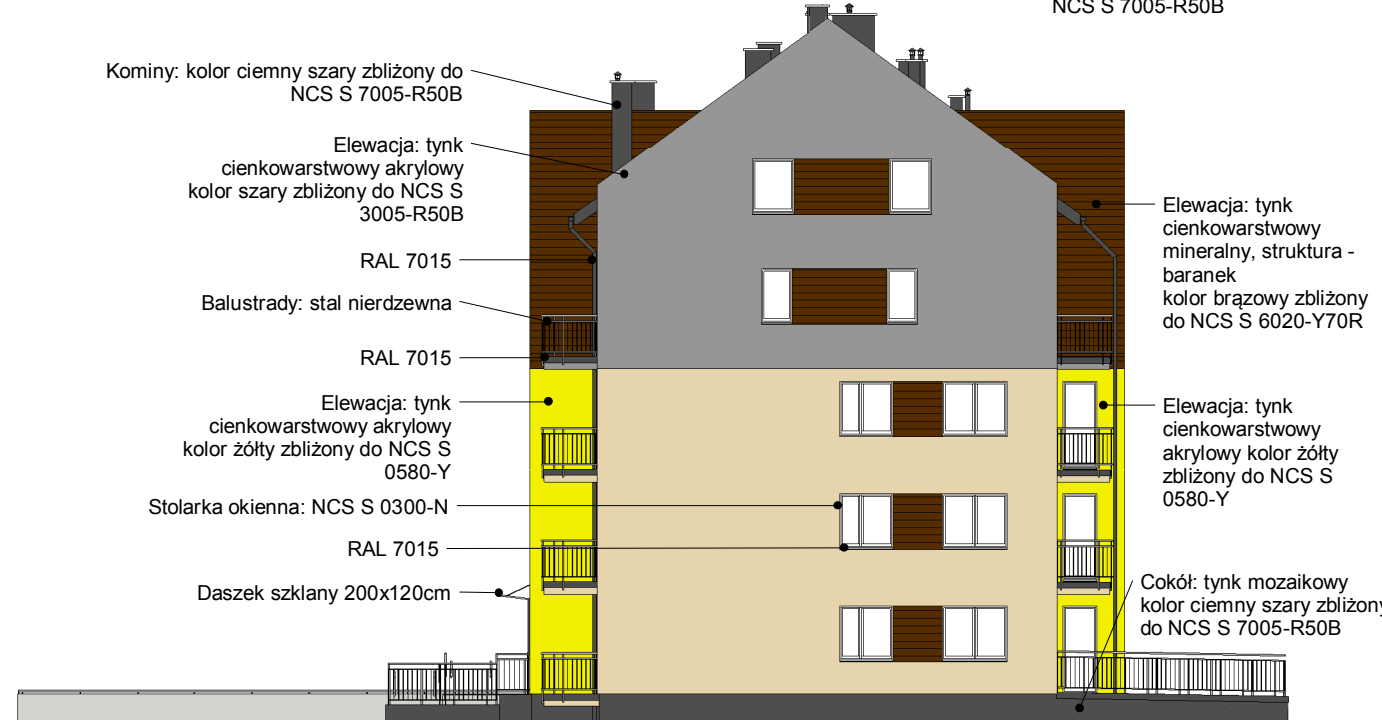 NCS S 7005-R50B
Kominy: kolor ciemny szary zbliżony do
NCS S 7005-R50B
Elewacja: tynk
cienkowarstwowy akrylowy
kolor szary zbliżony do NCS S
3005-R50B
RAL 7015
Balustrady: stal nierdzewna
RAL 7015
Elewacja: tynk
cienkowarstwowy akrylowy
kolor żółty zbliżony do NCS S
0580-Y
Stolarka okienna: NCS S 0300-N
RAL 7015
Daszek szklany 200x120cm
Elewacja: tynk
cienkowarstwowy
mineralny, struktura -
baranek
kolor brązowy zbliżony
do NCS S 6020-Y70R
Elewacja: tynk
cienkowarstwowy
akrylowy kolor żółty
zbliżony do NCS S
0580-Y
Cokół: tynk mozaikowy
kolor ciemny szary zbliżony
do NCS S 7005-R50B